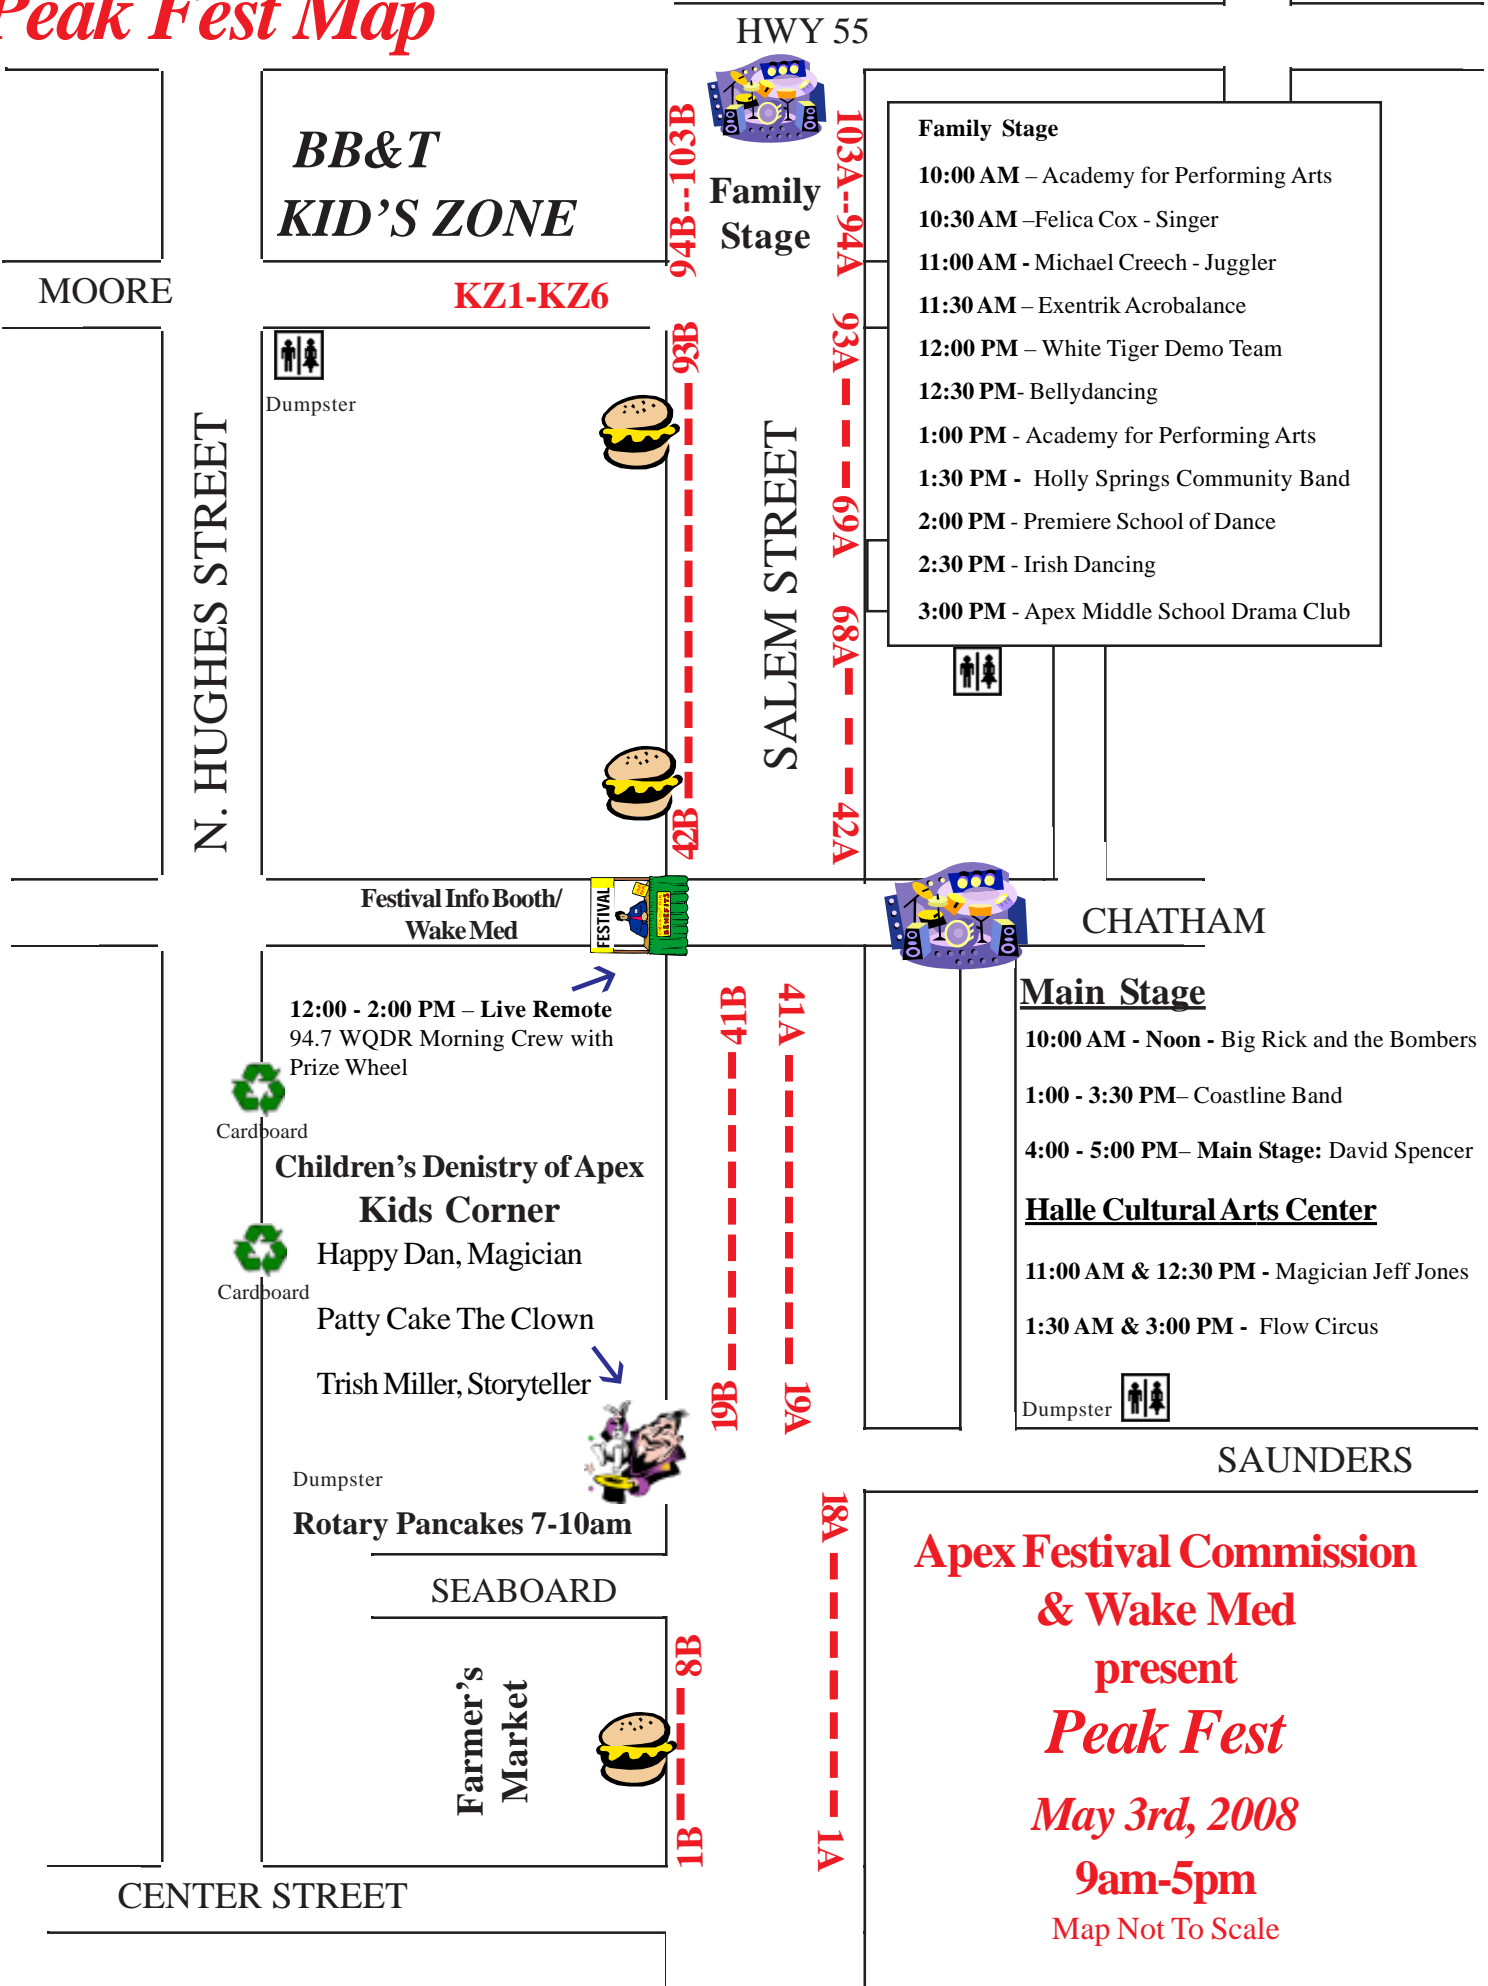 Peak Fest Map
HWY 55
BB&T
KID'S ZONE
94B--103B
Family
Stage
103A--94A
Family Stage
10:00 AM – Academy for Performing Arts
10:30 AM –Felica Cox - Singer
11:00 AM - Michael Creech - Juggler
11:30 AM – Exentrik Acrobalance
12:00 PM – White Tiger Demo Team
12:30 PM- Bellydancing
1:00 PM - Academy for Performing Arts
1:30 PM - Holly Springs Community Band
2:00 PM - Premiere School of Dance
2:30 PM - Irish Dancing
3:00 PM - Apex Middle School Drama Club
MOORE
KZ1-KZ6
93B
93A
Dumpster
N. HUGHES STREET
SALEM STREET
69A
68A
42B
42A
Festival Info Booth/
Wake Med
FESTIVAL
BENEFITS
CHATHAM
12:00 - 2:00 PM – Live Remote
94.7 WQDR Morning Crew with
Prize Wheel
Cardboard
41B
41A
Main Stage
10:00 AM - Noon - Big Rick and the Bombers
1:00 - 3:30 PM– Coastline Band
4:00 - 5:00 PM– Main Stage: David Spencer
Halle Cultural Arts Center
11:00 AM & 12:30 PM - Magician Jeff Jones
1:30 AM & 3:00 PM - Flow Circus
Dumpster
Children's Denistry of Apex
Kids Corner
Happy Dan, Magician
Cardboard
Patty Cake The Clown
Trish Miller, Storyteller
19B
19A
Dumpster
Rotary Pancakes 7-10am
SAUNDERS
18A
SEABOARD
8B
Farmer's
Market
1B
1A
Apex Festival Commission
& Wake Med
present
Peak Fest
May 3rd, 2008
9am-5pm
Map Not To Scale
CENTER STREET